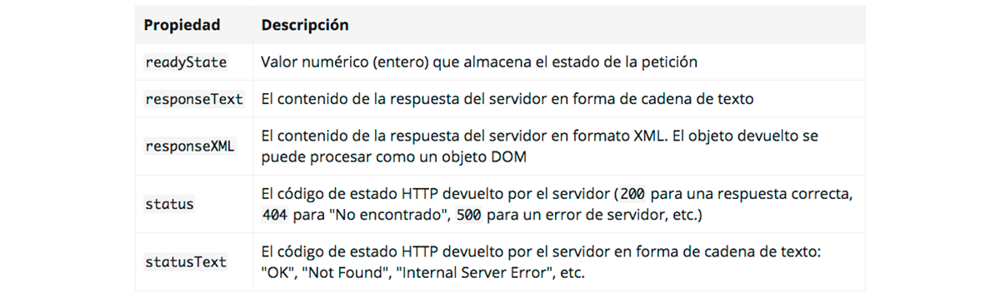 Propiedad Descripción
readyState Valor numérico (entero) que almacena el estado de la petición
responseText El contenido de la respuesta del servidor en forma de cadena de texto
responseXML El contenido de la respuesta del servidor en formato XML. El objeto devuelto se
puede procesar como un objeto DOM
status El código de estado HTTP devuelto por el servidor (200 para una respuesta correcta,
404 para "No encontrado", 500 para un error de servidor, etc.)
statusText El código de estado HTTP devuelto por el servidor en forma de cadena de texto:
"OK", "Not Found", "Internal Server Error", etc.